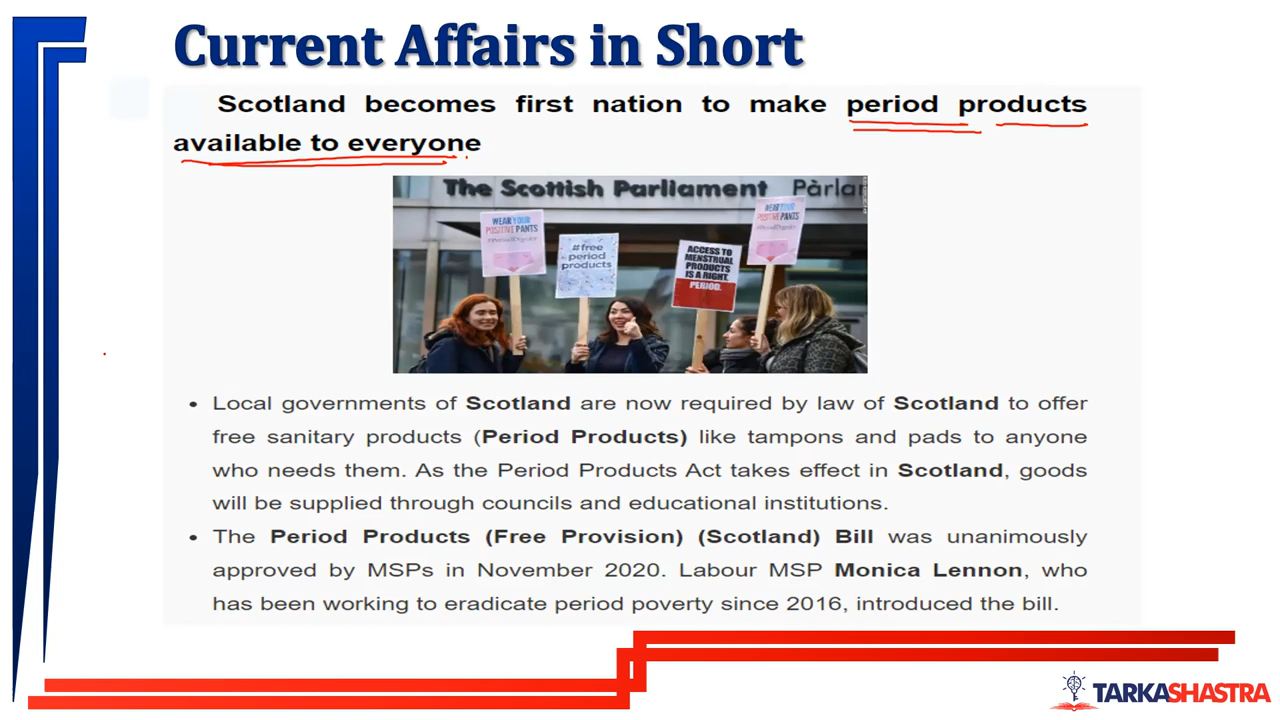 Current Affairs in Short
Scotland becomes first nation to make period products
available to everyone
The Scottish Parliament Pàrla
WEAR YOUR
POSITIVE PANTS
#PeriodDignity
#free
period
products
ACCESS TO
MENSTRUAL
PRODUCTS
IS A RIGHT.
PERIOD.
WEAR YOUR
POSITIVE PANTS
• Local governments of Scotland are now required by law of Scotland to offer
free sanitary products (Period Products) like tampons and pads to anyone
who needs them. As the Period Products Act takes effect in Scotland, goods
will be supplied through councils and educational institutions.
• The Period Products (Free Provision) (Scotland) Bill was unanimously
approved by MSPs in November 2020. Labour MSP Monica Lennon, who
has been working to eradicate period poverty since 2016, introduced the bill.
TARKASHASTRA